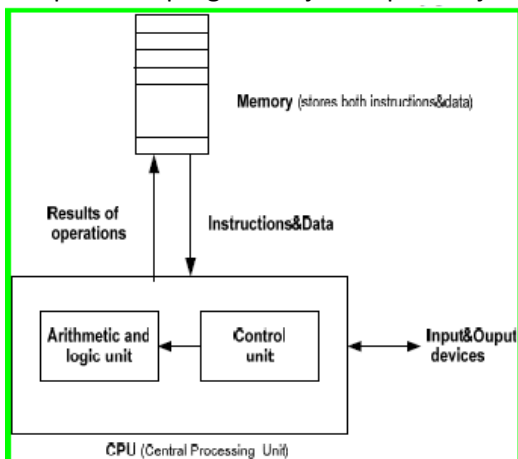 Memory (stores both instructions&data)
Results of
operations
Instructions&Data
Arithmetic and
logic unit
Control
unit
Input&Ouput
devices
CPU (Central Processing Unit)